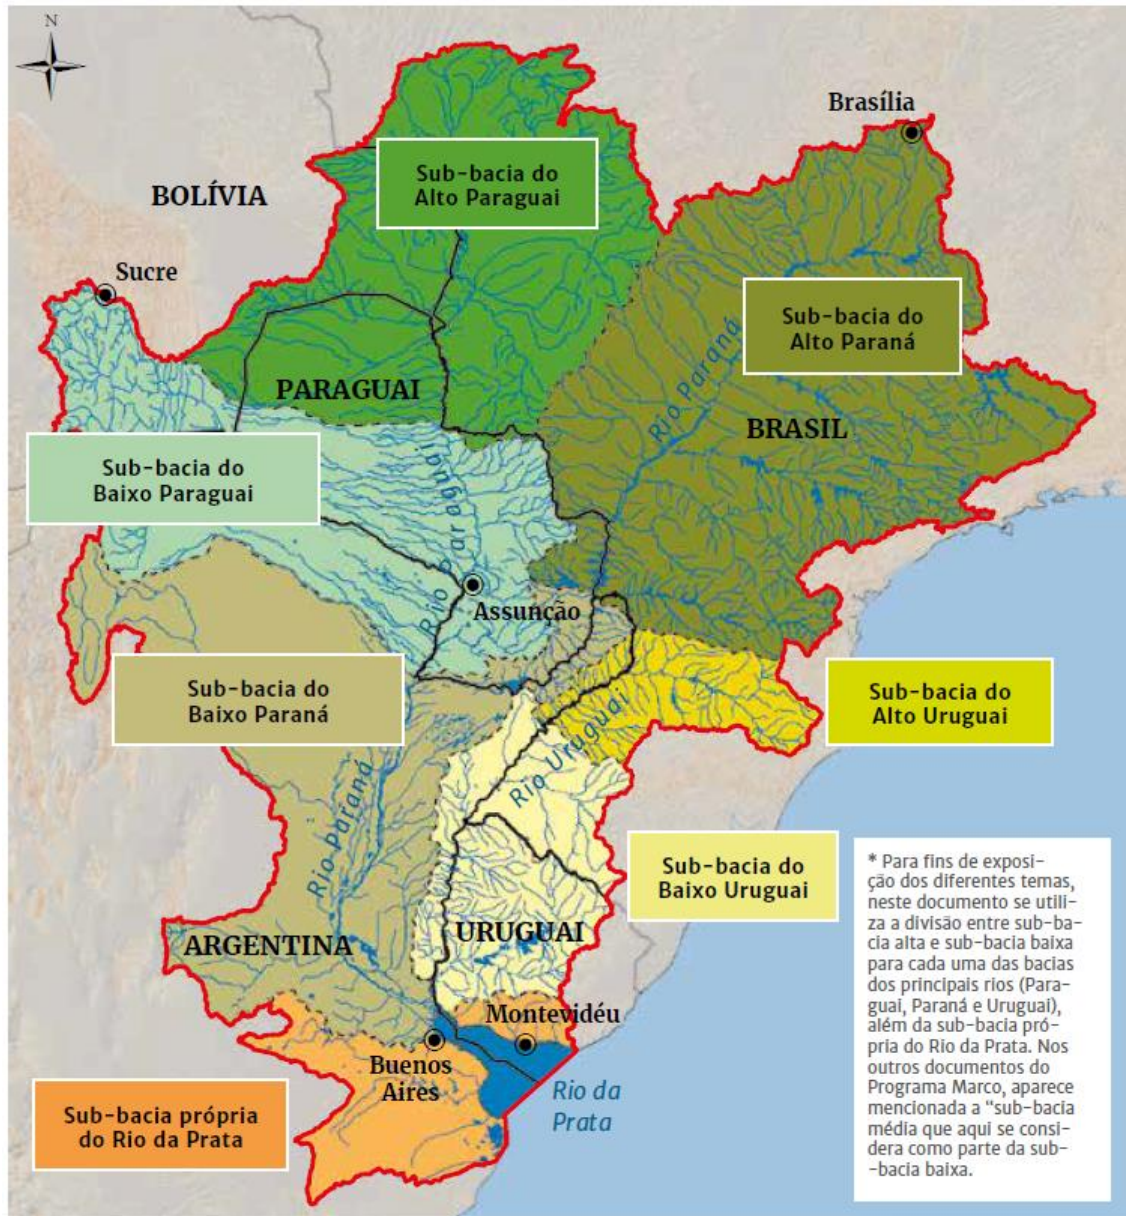 N
Brasília
Sub-bacia do
Alto Paraguai
BOLÍVIA
Sucre
Sub-bacia do
Alto Paraná
Rio Paraná
PARAGUAI
BRASIL
Sub-bacia do
Baixo Paraguai
Rio Paraguai
Assunção
Sub-bacia do
Baixo Paraná
Sub-bacia do
Alto Uruguai
Rio Uruguai
Rio Paraná
Sub-bacia do
Baixo Uruguai
ARGENTINA
URUGUAI
Montevidéu
Buenos
Aires
Rio da
Prata
Sub-bacia própria
do Rio da Prata
* Para fins de exposi-
ção dos diferentes temas,
neste documento se utili-
za a divisão entre sub-ba-
cia alta e sub-bacia baixa
para cada uma das bacias
dos principais rios (Para-
guai, Paraná e Uruguai),
além da sub-bacia pró-
pria do Rio da Prata. Nos
outros documentos do
Programa Marco, aparece
mencionada a “sub-bacia
média que aqui se consi-
dera como parte da sub-
-bacia baixa.